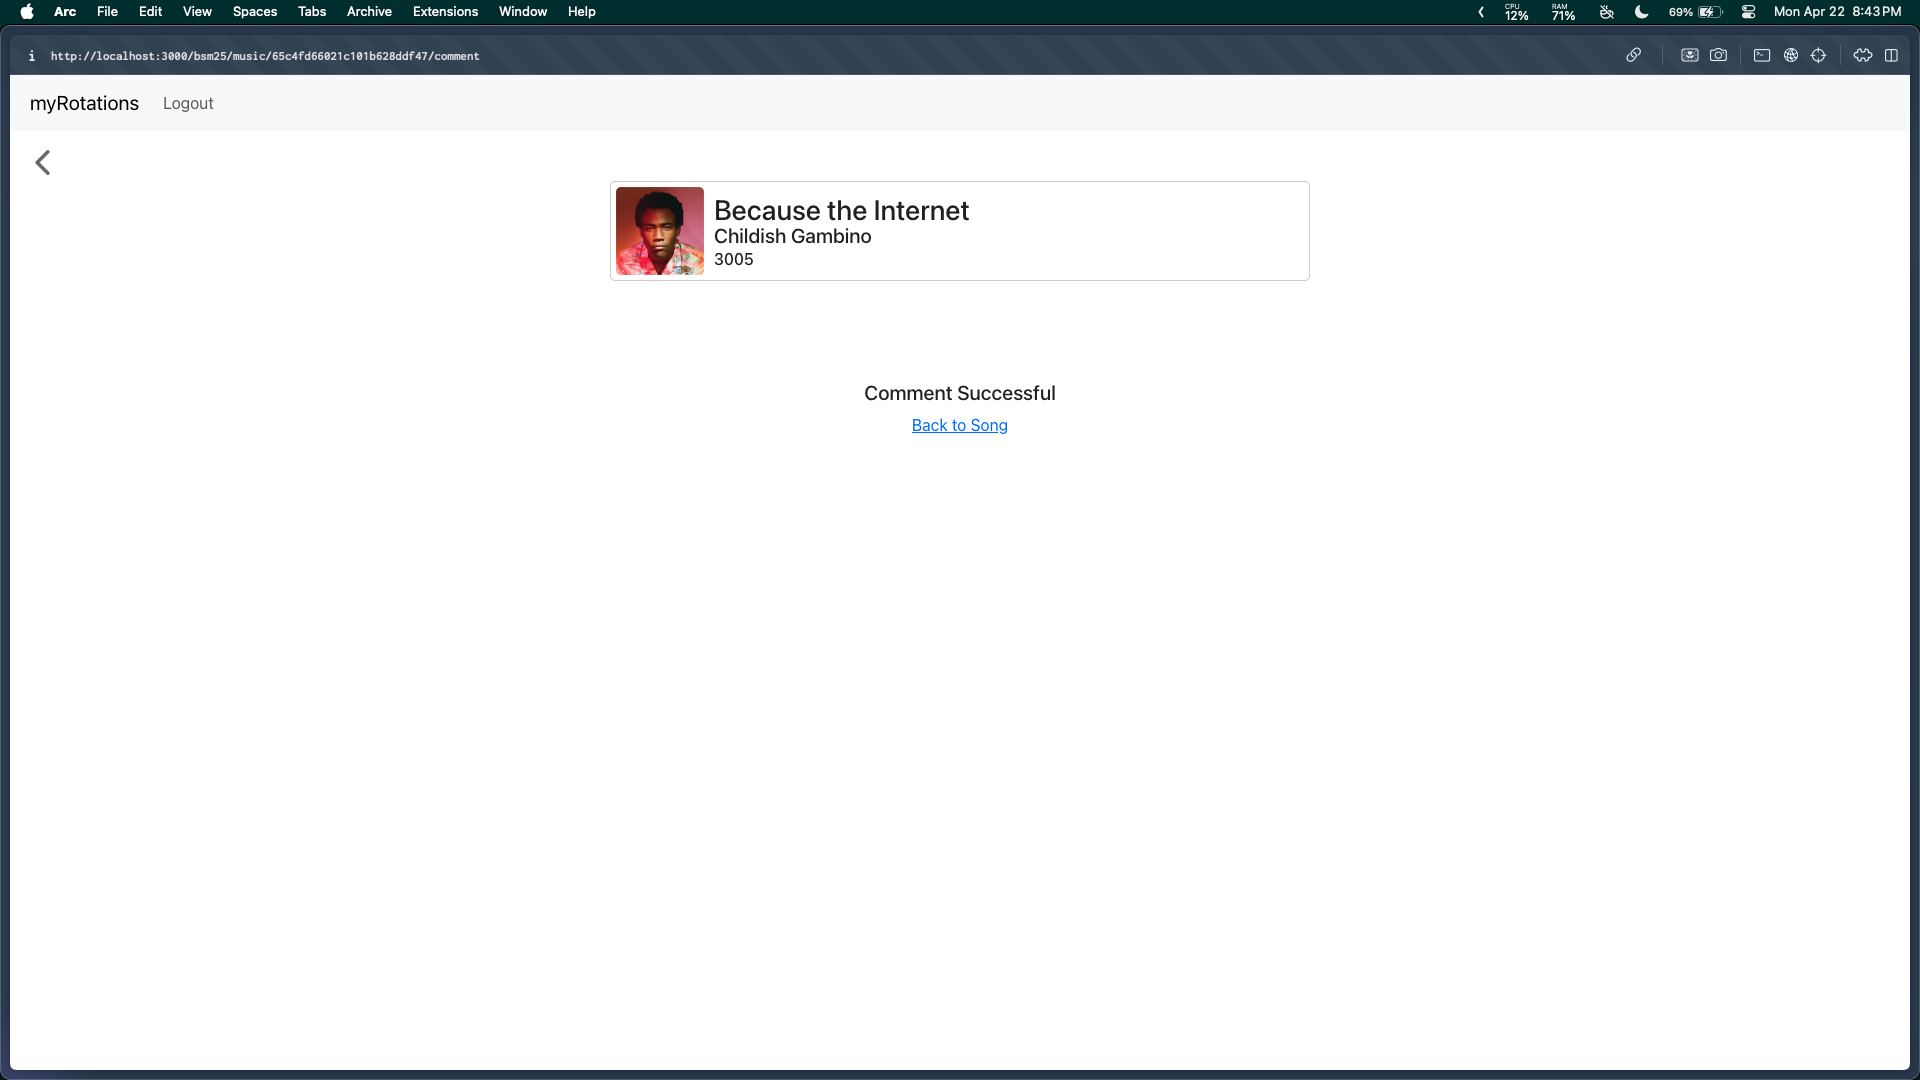 Arc File Edit View Spaces Tabs Archive Extensions Window Help CPU 12% RAM 71% 69% Mon Apr 22 8:43 PM
http://localhost:3000/bsm25/music/65c4fd66021c101b628ddf47/comment
myRotations Logout
Because the Internet
Childish Gambino
3005
Comment Successful
Back to Song